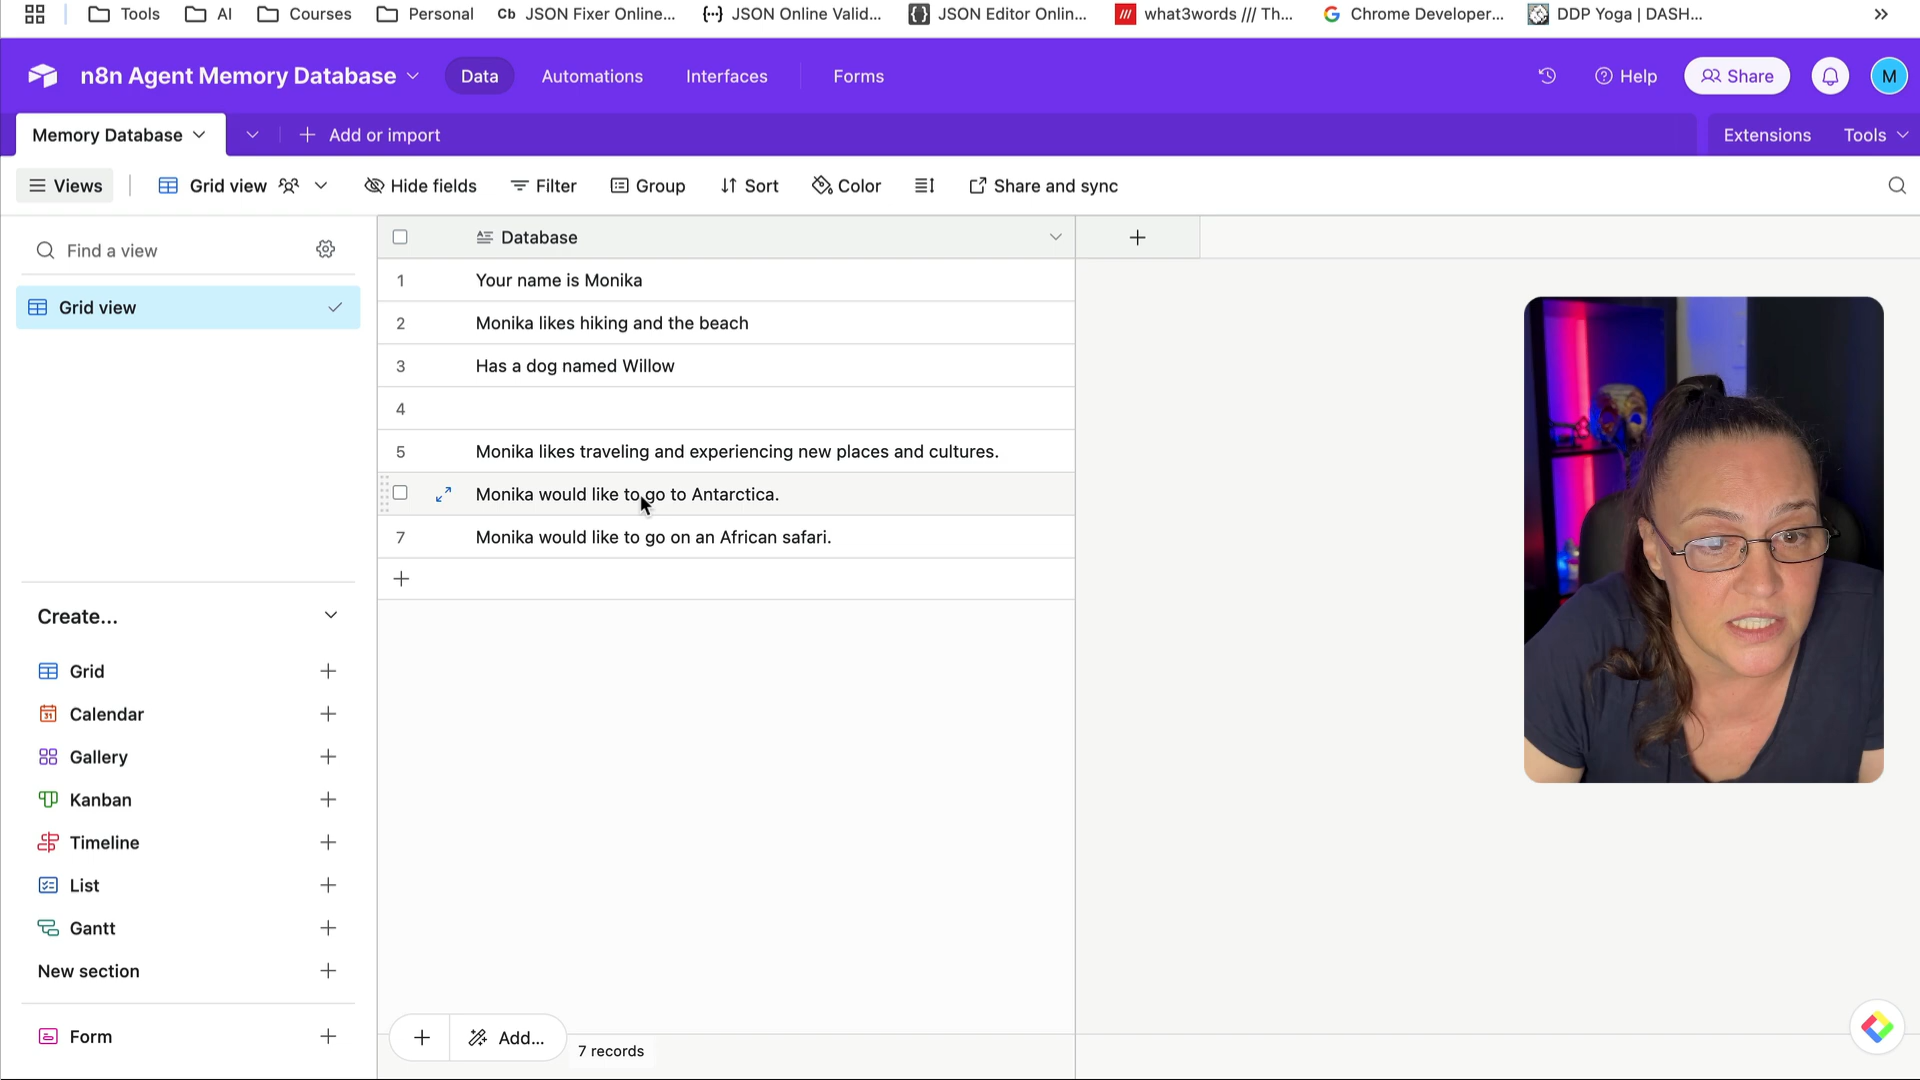 Tools
AI
Courses
Personal
Cb JSON Fixer Online...
{···} JSON Online Valid...
{} JSON Editor Onlin...
/// what3words /// Th...
G Chrome Developer...
DDP Yoga | DASH...
n8n Agent Memory Database
Data
Automations
Interfaces
Forms
Help
Share
M
Memory Database
Add or import
Extensions
Tools
Views
Grid view
Hide fields
Filter
Group
Sort
Color
Share and sync
Find a view
Grid view
Database
1 Your name is Monika
2 Monika likes hiking and the beach
3 Has a dog named Willow
4
5 Monika likes traveling and experiencing new places and cultures.
Monika would like to go to Antarctica.
7 Monika would like to go on an African safari.
Create...
Grid
31 Calendar
Gallery
Kanban
Timeline
List
Gantt
New section
Form
Add...
7 records